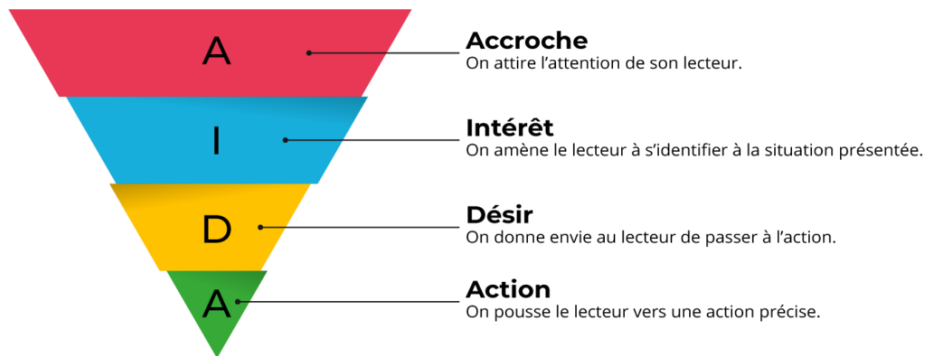 A
Accroche
On attire l'attention de son lecteur.
I
Intérêt
On amène le lecteur à s'identifier à la situation présentée.
D
Désir
On donne envie au lecteur de passer à l'action.
A
Action
On pousse le lecteur vers une action précise.